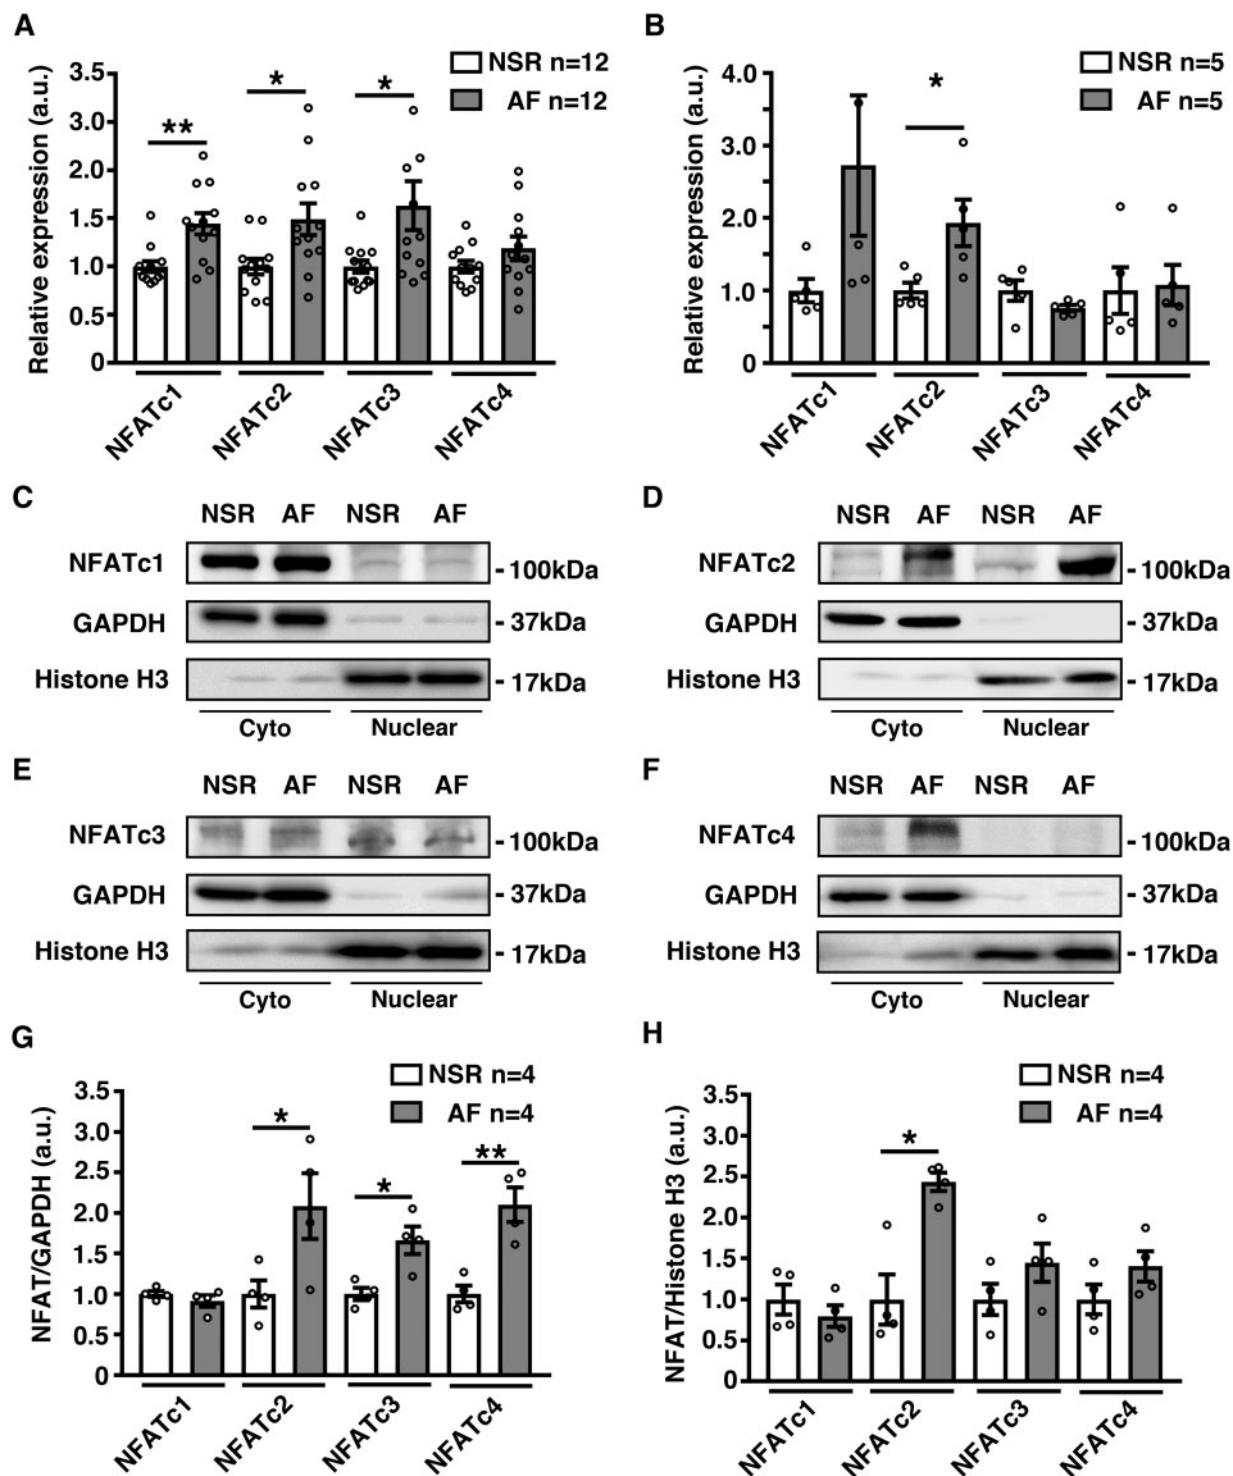 A
NSR n=12
AF n=12
Relative expression (a.u.)
3.5
3.0
2.5
2.0
1.5
1.0
0.5
0
**
*
*
NFATc1
NFATc2
NFATc3
NFATc4
B
NSR n=5
AF n=5
Relative expression (a.u.)
4.0
3.0
2.0
1.0
0
*
NFATc1
NFATc2
NFATc3
NFATc4
C
NSR AF NSR AF
NFATc1 - 100kDa
GAPDH - 37kDa
Histone H3 - 17kDa
Cyto Nuclear
D
NSR AF NSR AF
NFATc2 - 100kDa
GAPDH - 37kDa
Histone H3 - 17kDa
Cyto Nuclear
E
NSR AF NSR AF
NFATc3 - 100kDa
GAPDH - 37kDa
Histone H3 - 17kDa
Cyto Nuclear
F
NSR AF NSR AF
NFATc4 - 100kDa
GAPDH - 37kDa
Histone H3 - 17kDa
Cyto Nuclear
G
NSR n=4
AF n=4
NFAT/GAPDH (a.u.)
3.5
3.0
2.5
2.0
1.5
1.0
0.5
0
*
*
**
NFATc1
NFATc2
NFATc3
NFATc4
H
NSR n=4
AF n=4
NFAT/Histone H3 (a.u.)
3.5
3.0
2.5
2.0
1.5
1.0
0.5
0
*
NFATc1
NFATc2
NFATc3
NFATc4